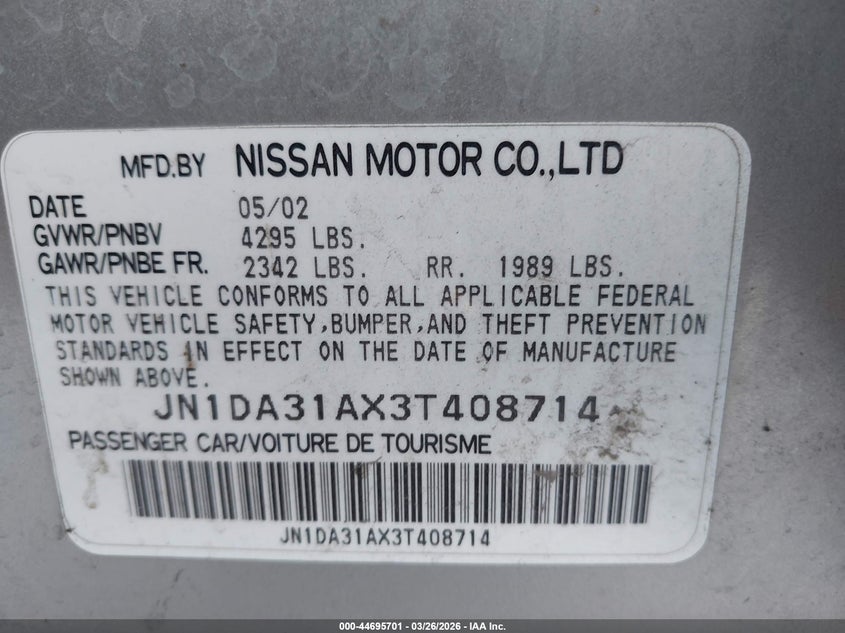 MFD.BY NISSAN MOTOR CO.,LTD
DATE 05/02
GVWR/PNBV 4295 LBS.
GAWR/PNBE FR. 2342 LBS. RR. 1989 LBS.
THIS VEHICLE CONFORMS TO ALL APPLICABLE FEDERAL
MOTOR VEHICLE SAFETY,BUMPER,AND THEFT PREVENTION
STANDARDS IN EFFECT ON THE DATE OF MANUFACTURE
SHOWN ABOVE.
JN1DA31AX3T408714
PASSENGER CAR/VOITURE DE TOURISME
JN1DA31AX3T408714
000-44695701 - 03/26/2026 - IAA Inc.